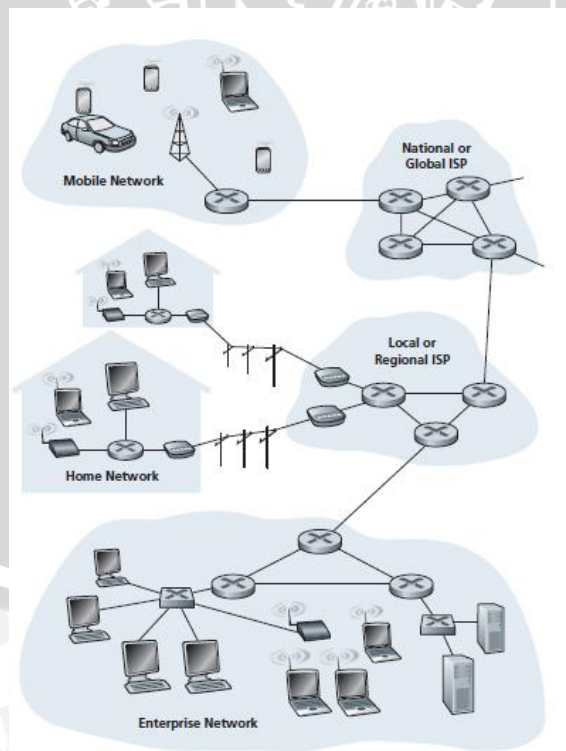 National or
Global ISP
Mobile Network
Local or
Regional ISP
Home Network
Enterprise Network